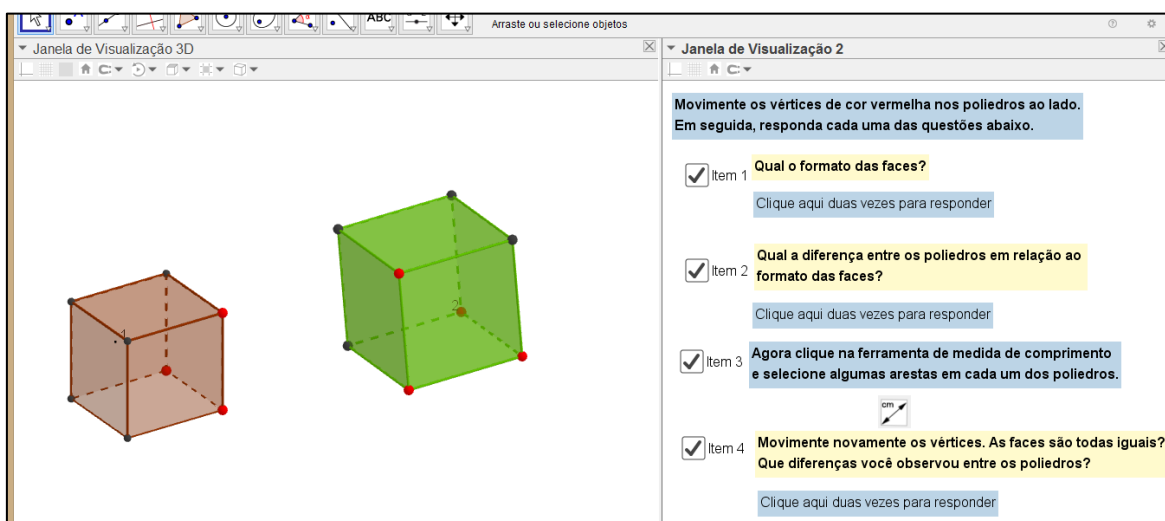 ABC
Arraste ou selecione objetos
Janela de Visualização 3D
Janela de Visualização 2
Movimente os vértices de cor vermelha nos poliedros ao lado.
Em seguida, responda cada uma das questões abaixo.
Item 1
Qual o formato das faces?
Clique aqui duas vezes para responder
Item 2
Qual a diferença entre os poliedros em relação ao
formato das faces?
Clique aqui duas vezes para responder
Item 3
Agora clique na ferramenta de medida de comprimento
e selecione algumas arestas em cada um dos poliedros.
cm
Item 4
Movimente novamente os vértices. As faces são todas iguais?
Que diferenças você observou entre os poliedros?
Clique aqui duas vezes para responder
1
2